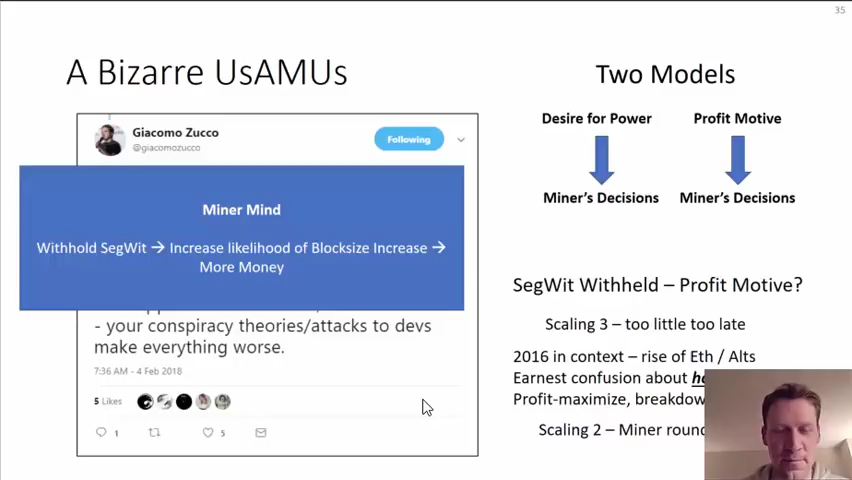 35
A Bizarre UsAMUs
Giacomo Zucco
@giacomozucco
Following
Miner Mind
Withhold SegWit → Increase likelihood of Blocksize Increase →
More Money
- your conspiracy theories/attacks to devs
make everything worse.
7:36 AM - 4 Feb 2018
5 Likes
1
5
Two Models
Desire for Power
Profit Motive
Miner's Decisions
Miner's Decisions
SegWit Withheld – Profit Motive?
Scaling 3 – too little too late
2016 in context – rise of Eth / Alts
Earnest confusion about
Profit-maximize, breakdow
Scaling 2 – Miner roun